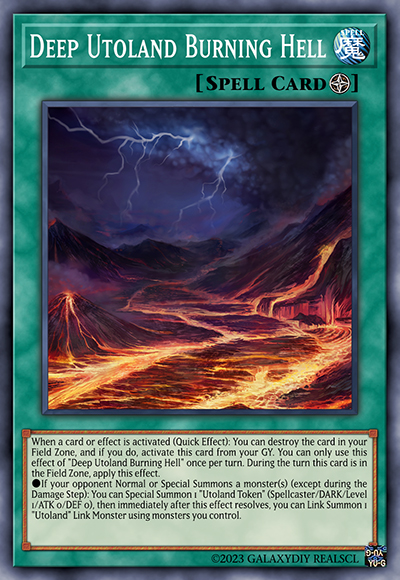 Deep Utoland Burning Hell
SPELL
魔
[Spell Card]
When a card or effect is activated (Quick Effect): You can destroy the card in your
Field Zone, and if you do, activate this card from your GY. You can only use this
effect of "Deep Utoland Burning Hell" once per turn. During the turn this card is in
the Field Zone, apply this effect.
●If your opponent Normal or Special Summons a monster(s) (except during the
Damage Step): You can Special Summon 1 "Utoland Token" (Spellcaster/DARK/Level
1/ATK 0/DEF 0), then immediately after this effect resolves, you can Link Summon 1
"Utoland" Link Monster using monsters you control.
©2023 GALAXYDIY REALSCL
YU-G